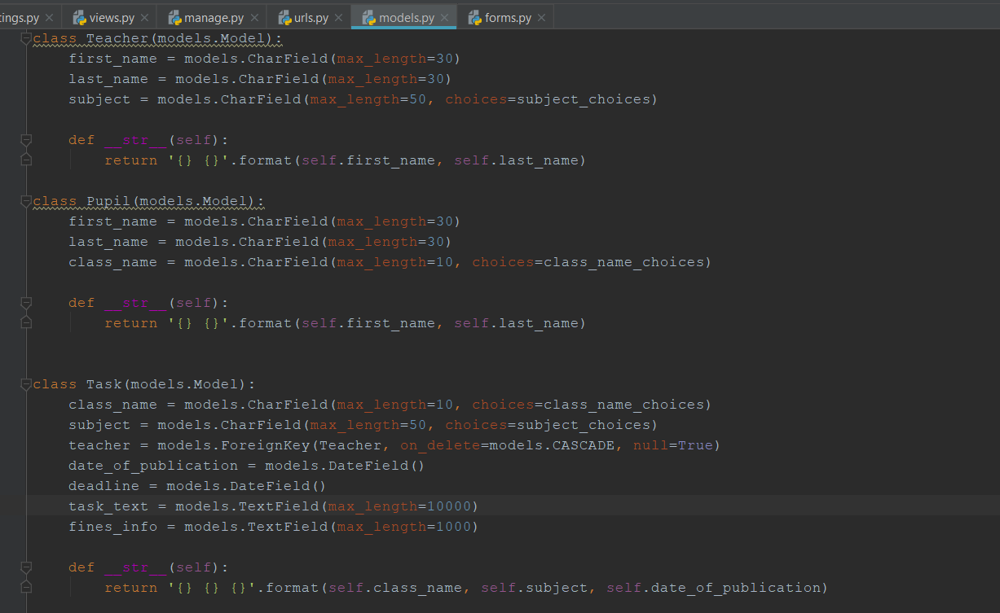 tings.py views.py manage.py urls.py models.py forms.py
class Teacher(models.Model):
    first_name = models.CharField(max_length=30)
    last_name = models.CharField(max_length=30)
    subject = models.CharField(max_length=50, choices=subject_choices)
    def __str__(self):
        return '{} {}'.format(self.first_name, self.last_name)
class Pupil(models.Model):
    first_name = models.CharField(max_length=30)
    last_name = models.CharField(max_length=30)
    class_name = models.CharField(max_length=10, choices=class_name_choices)
    def __str__(self):
        return '{} {}'.format(self.first_name, self.last_name)
class Task(models.Model):
    class_name = models.CharField(max_length=10, choices=class_name_choices)
    subject = models.CharField(max_length=50, choices=subject_choices)
    teacher = models.ForeignKey(Teacher, on_delete=models.CASCADE, null=True)
    date_of_publication = models.DateField()
    deadline = models.DateField()
    task_text = models.TextField(max_length=10000)
    fines_info = models.TextField(max_length=1000)
    def __str__(self):
        return '{} {} {}'.format(self.class_name, self.subject, self.date_of_publication)